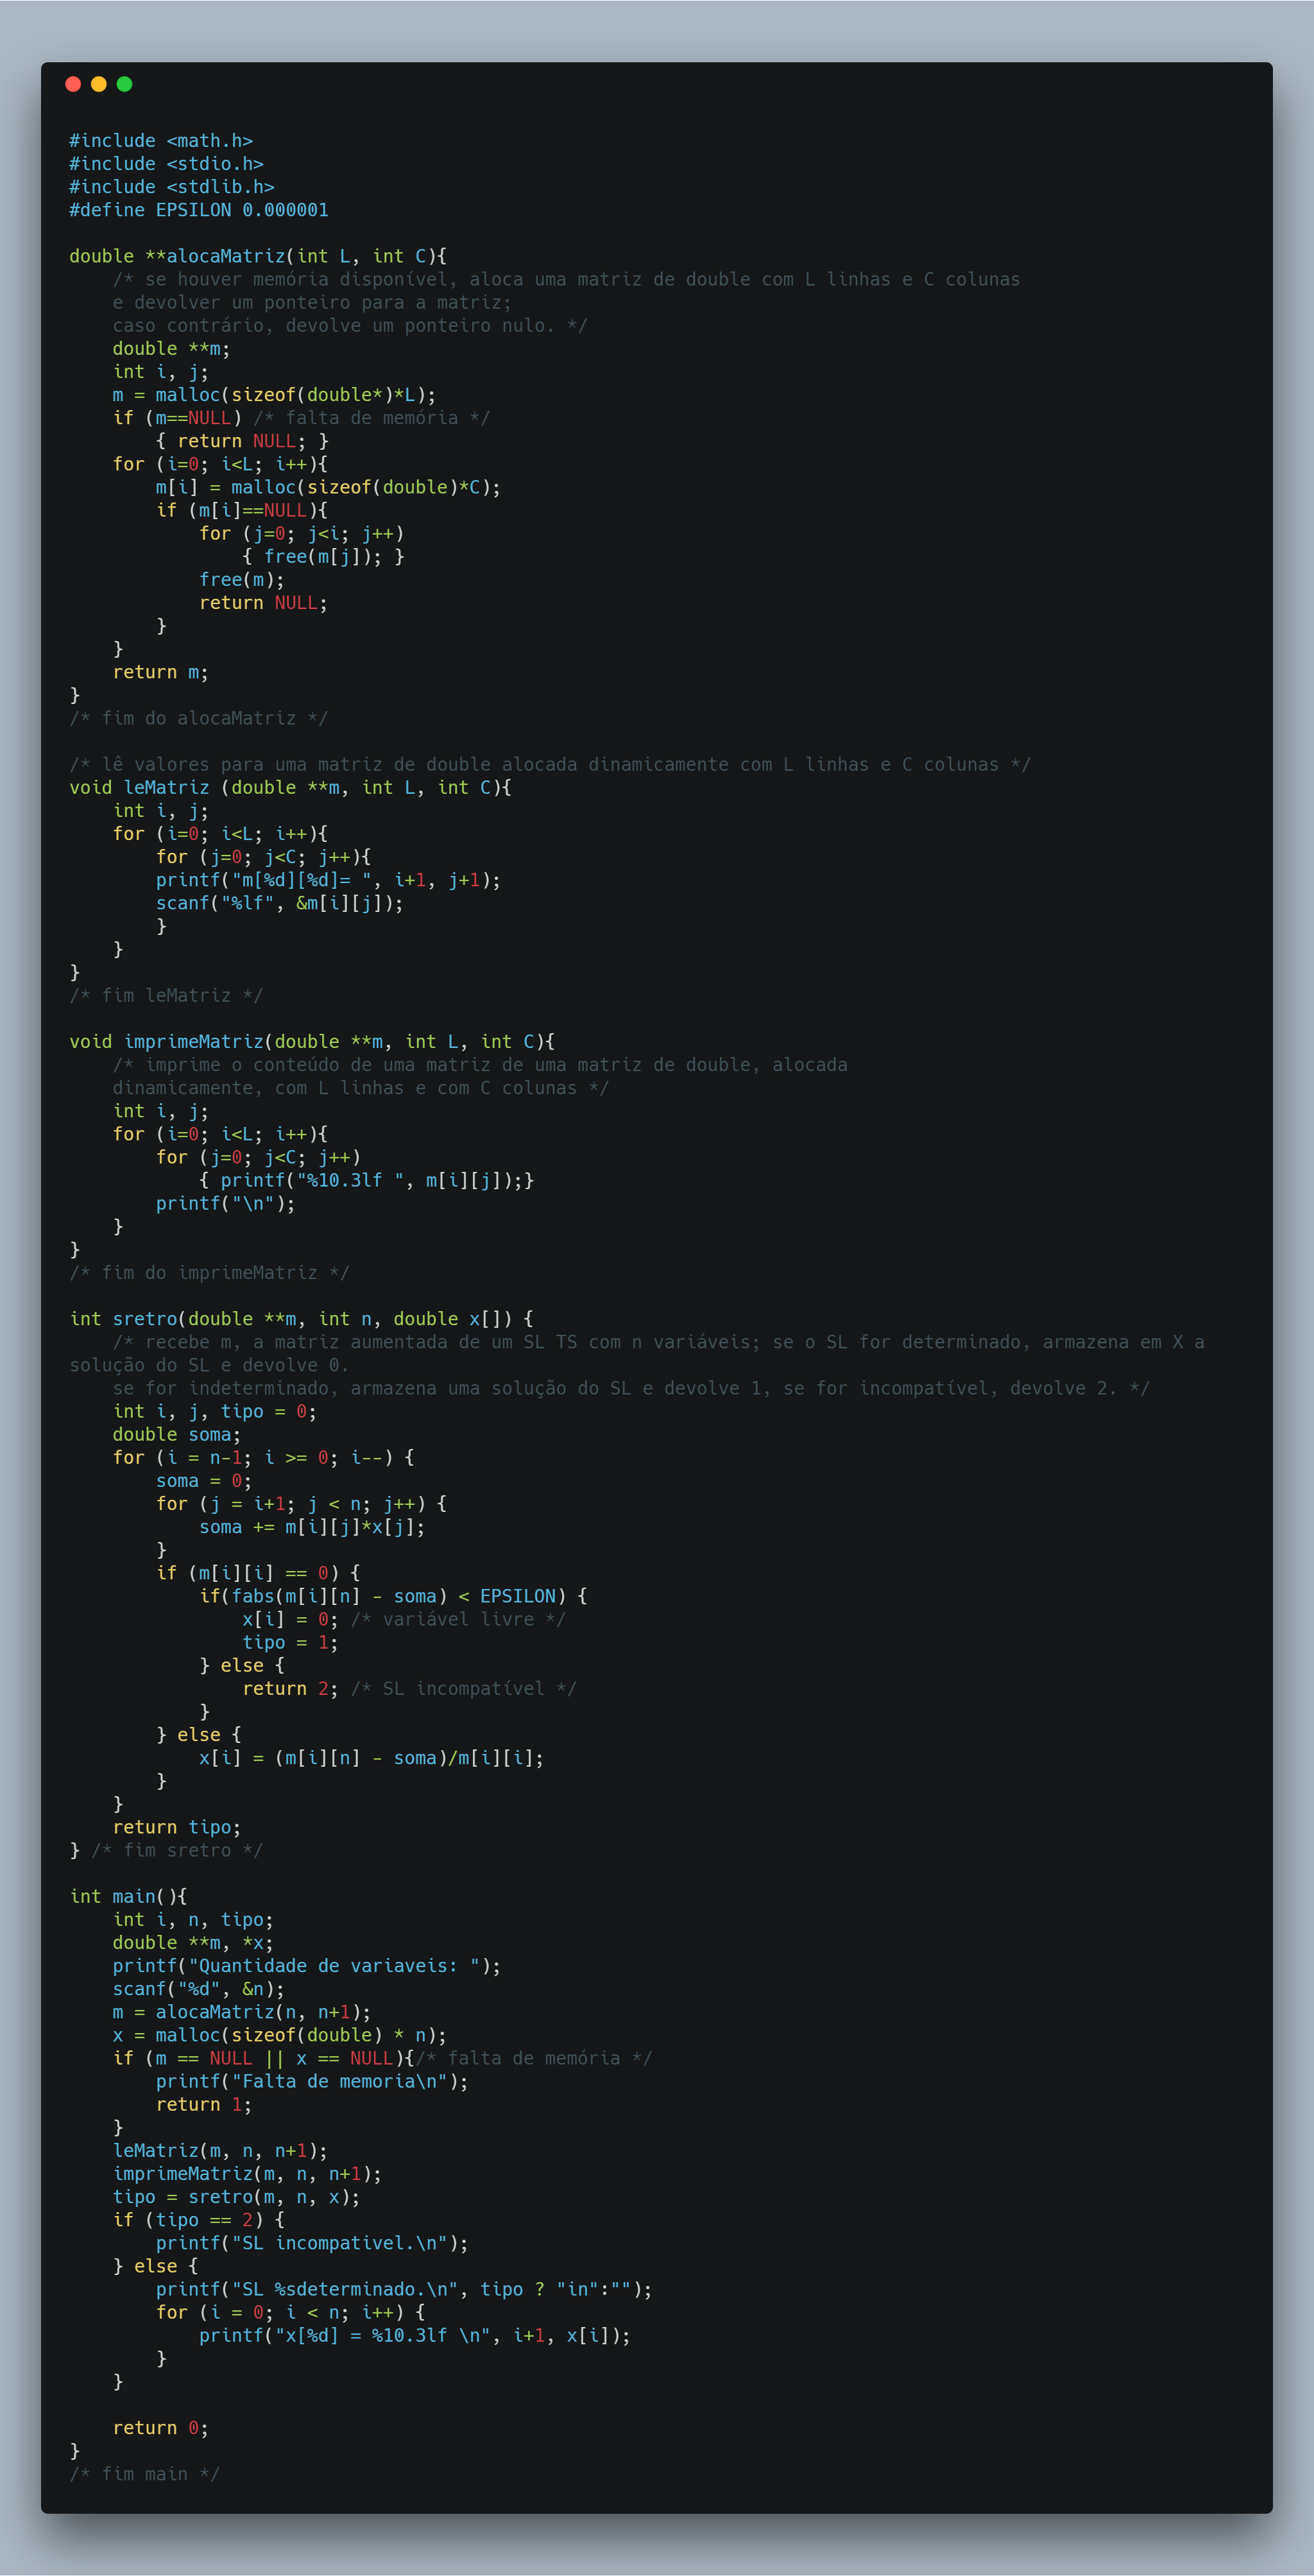 #include <math.h>
#include <stdio.h>
#include <stdlib.h>
#define EPSILON 0.000001

double **alocaMatriz(int L, int C){
    /* se houver memória disponível, aloca uma matriz de double com L linhas e C colunas
    e devolver um ponteiro para a matriz;
    caso contrário, devolve um ponteiro nulo. */
    double **m;
    int i, j;
    m = malloc(sizeof(double*)*L);
    if (m==NULL) /* falta de memória */
        { return NULL; }
    for (i=0; i<L; i++){
        m[i] = malloc(sizeof(double)*C);
        if (m[i]==NULL){
            for (j=0; j<i; j++)
                { free(m[j]); }
            free(m);
            return NULL;
        }
    }
    return m;
}
/* fim do alocaMatriz */

/* lê valores para uma matriz de double alocada dinamicamente com L linhas e C colunas */
void leMatriz (double **m, int L, int C){
    int i, j;
    for (i=0; i<L; i++){
        for (j=0; j<C; j++){
        printf("m[%d][%d]= ", i+1, j+1);
        scanf("%lf", &m[i][j]);
        }
    }
}
/* fim leMatriz */

void imprimeMatriz(double **m, int L, int C){
    /* imprime o conteúdo de uma matriz de uma matriz de double, alocada
    dinamicamente, com L linhas e com C colunas */
    int i, j;
    for (i=0; i<L; i++){
        for (j=0; j<C; j++)
            { printf("%10.3lf ", m[i][j]);}
        printf("\n");
    }
}
/* fim do imprimeMatriz */

int sretro(double **m, int n, double x[]) {
    /* recebe m, a matriz aumentada de um SL TS com n variáveis; se o SL for determinado, armazena em X a
solução do SL e devolve 0.
    se for indeterminado, armazena uma solução do SL e devolve 1, se for incompatível, devolve 2. */
    int i, j, tipo = 0;
    double soma;
    for (i = n-1; i >= 0; i--) {
        soma = 0;
        for (j = i+1; j < n; j++) {
            soma += m[i][j]*x[j];
        }
        if (m[i][i] == 0) {
            if(fabs(m[i][n] - soma) < EPSILON) {
                x[i] = 0; /* variável livre */
                tipo = 1;
            } else {
                return 2; /* SL incompatível */
            }
        } else {
            x[i] = (m[i][n] - soma)/m[i][i];
        }
    }
    return tipo;
} /* fim sretro */

int main(){
    int i, n, tipo;
    double **m, *x;
    printf("Quantidade de variaveis: ");
    scanf("%d", &n);
    m = alocaMatriz(n, n+1);
    x = malloc(sizeof(double) * n);
    if (m == NULL || x == NULL){/* falta de memória */
        printf("Falta de memoria\n");
        return 1;
    }
    leMatriz(m, n, n+1);
    imprimeMatriz(m, n, n+1);
    tipo = sretro(m, n, x);
    if (tipo == 2) {
        printf("SL incompativel.\n");
    } else {
        printf("SL %sdeterminado.\n", tipo ? "in":"");
        for (i = 0; i < n; i++) {
            printf("x[%d] = %10.3lf \n", i+1, x[i]);
        }
    }

    return 0;
}
/* fim main */